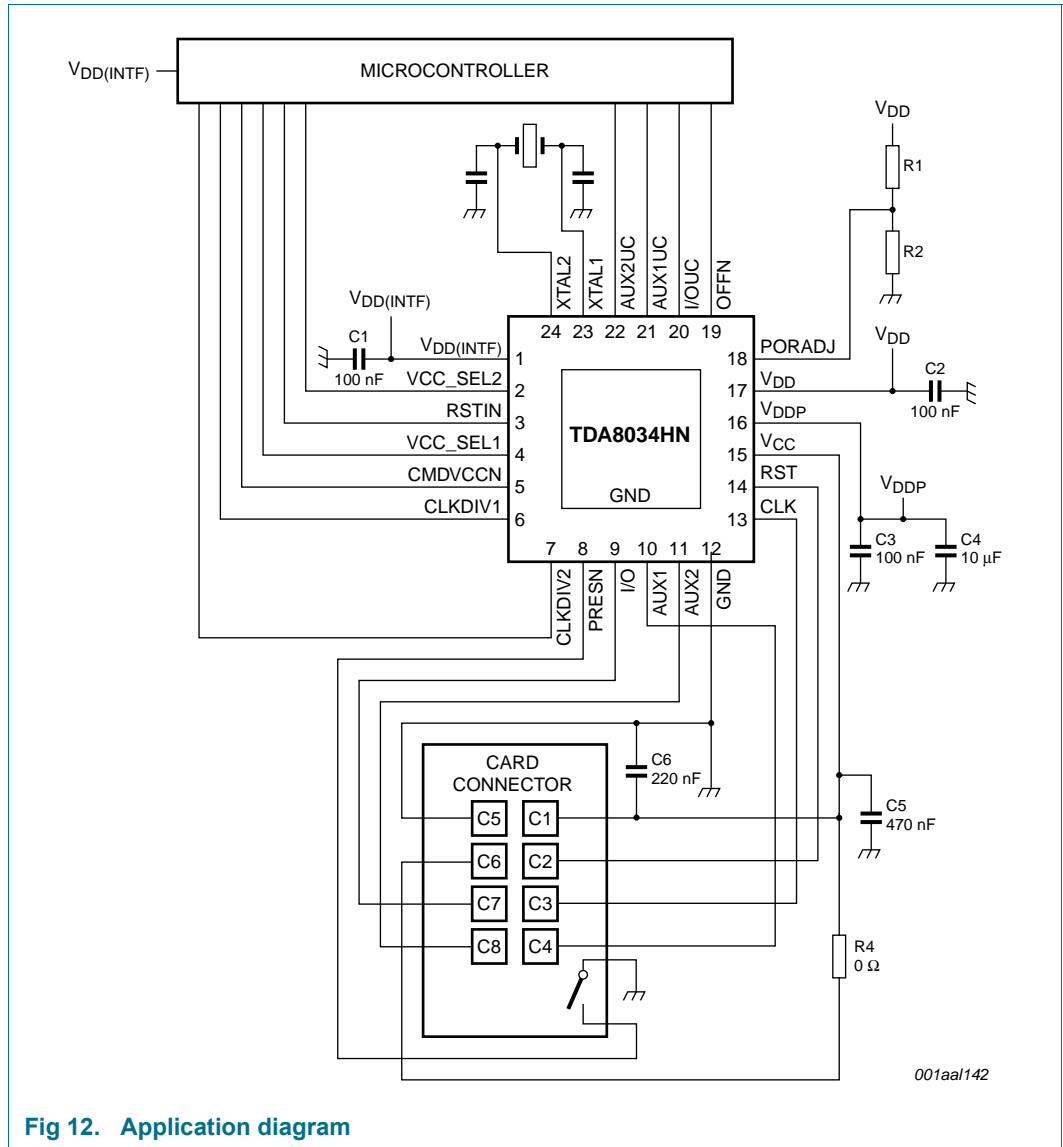 MICROCONTROLLER
VDD(INTF)
VDD
R1
R2
XTAL2
XTAL1
AUX2UC
AUX1UC
I/OUC
OFFN
VDD(INTF)
C1
100 nF
VDD(INTF)
VCC_SEL2
RSTIN
VCC_SEL1
CMDVCCN
CLKDIV1
24 23 22 21 20 19
1
2
3
4
5
6
TDA8034HN
GND
18
17
16
15
14
13
PORADJ
VDD
VDDP
VCC
RST
CLK
VDD
C2
100 nF
VDDP
C3
100 nF
C4
10 μF
7 8 9 10 11 12
CLKDIV2
PRESN
I/O
AUX1
AUX2
GND
CARD
CONNECTOR
C5 C1
C6 C2
C7 C3
C8 C4
C6
220 nF
C5
470 nF
R4
0 Ω
001aal142
Fig 12. Application diagram